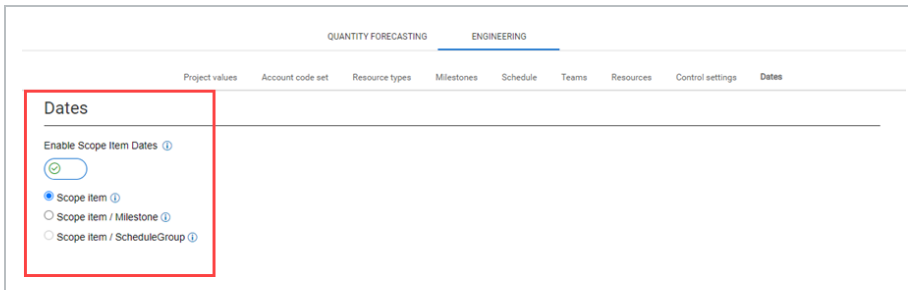 QUANTITY FORECASTING ENGINEERING
Project values Account code set Resource types Milestones Schedule Teams Resources Control settings Dates
Dates
Enable Scope Item Dates
Scope item
Scope item / Milestone
Scope item / ScheduleGroup